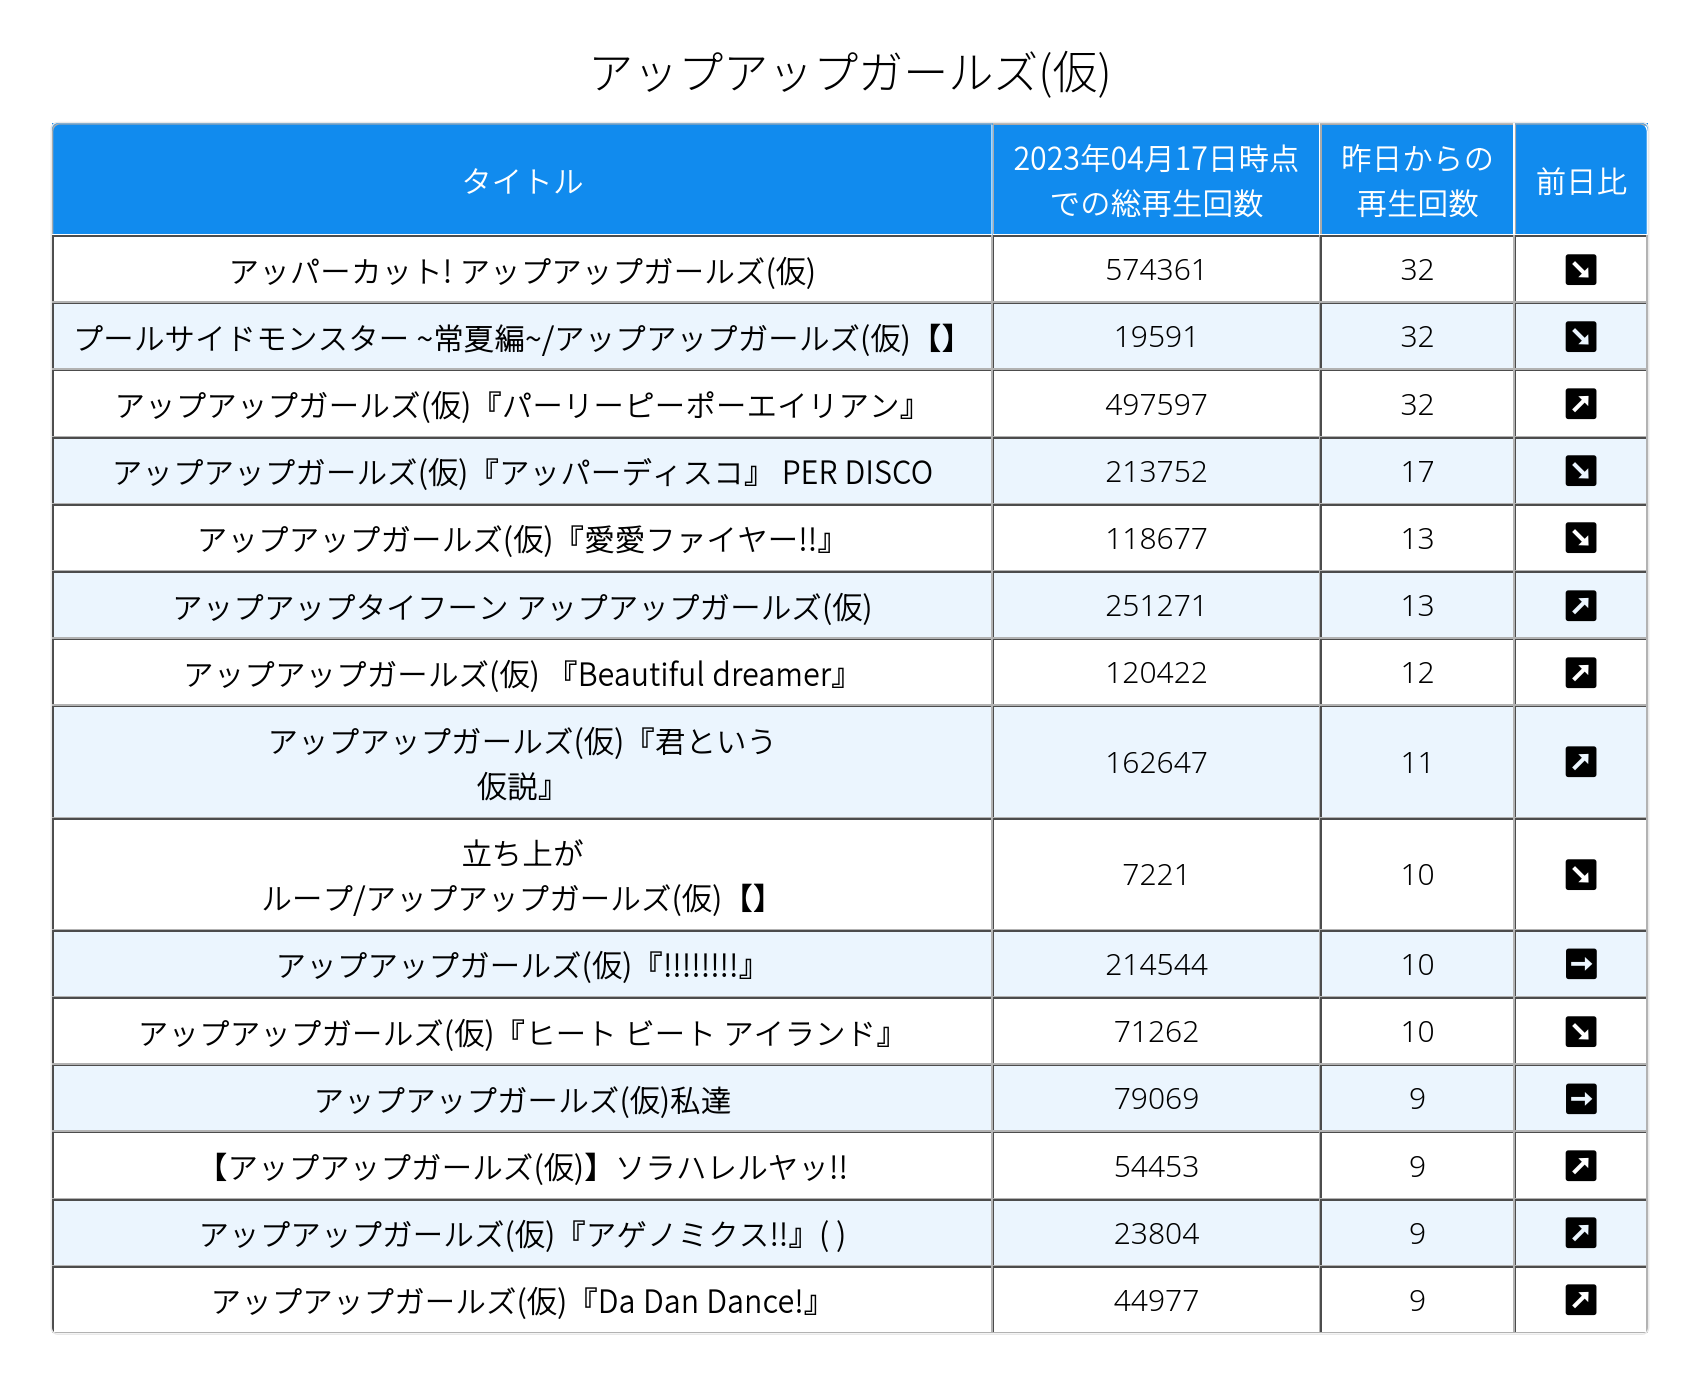 アップアップガールズ(仮)
タイトル
2023年04月17日時点
での総再生回数
昨日からの
再生回数
前日比
アッパーカット! アップアップガールズ(仮)
574361
32
プールサイドモンスター ~常夏編~/アップアップガールズ(仮)【】
19591
32
アップアップガールズ(仮)『パーリーピーポーエイリアン』
497597
32
アップアップガールズ(仮)『アッパーディスコ』 PER DISCO
213752
17
アップアップガールズ(仮)『愛愛ファイヤー!!』
118677
13
アップアップタイフーン アップアップガールズ(仮)
251271
13
アップアップガールズ(仮) 『Beautiful dreamer』
120422
12
アップアップガールズ(仮)『君という
仮説』
162647
11
立ち上が
ループ/アップアップガールズ(仮)【】
7221
10
アップアップガールズ(仮)『!!!!!!!!』
214544
10
アップアップガールズ(仮)『ヒート ビート アイランド』
71262
10
アップアップガールズ(仮)私達
79069
9
【アップアップガールズ(仮)】ソラハレルヤッ!!
54453
9
アップアップガールズ(仮)『アゲノミクス!!』( )
23804
9
アップアップガールズ(仮)『Da Dan Dance!』
44977
9